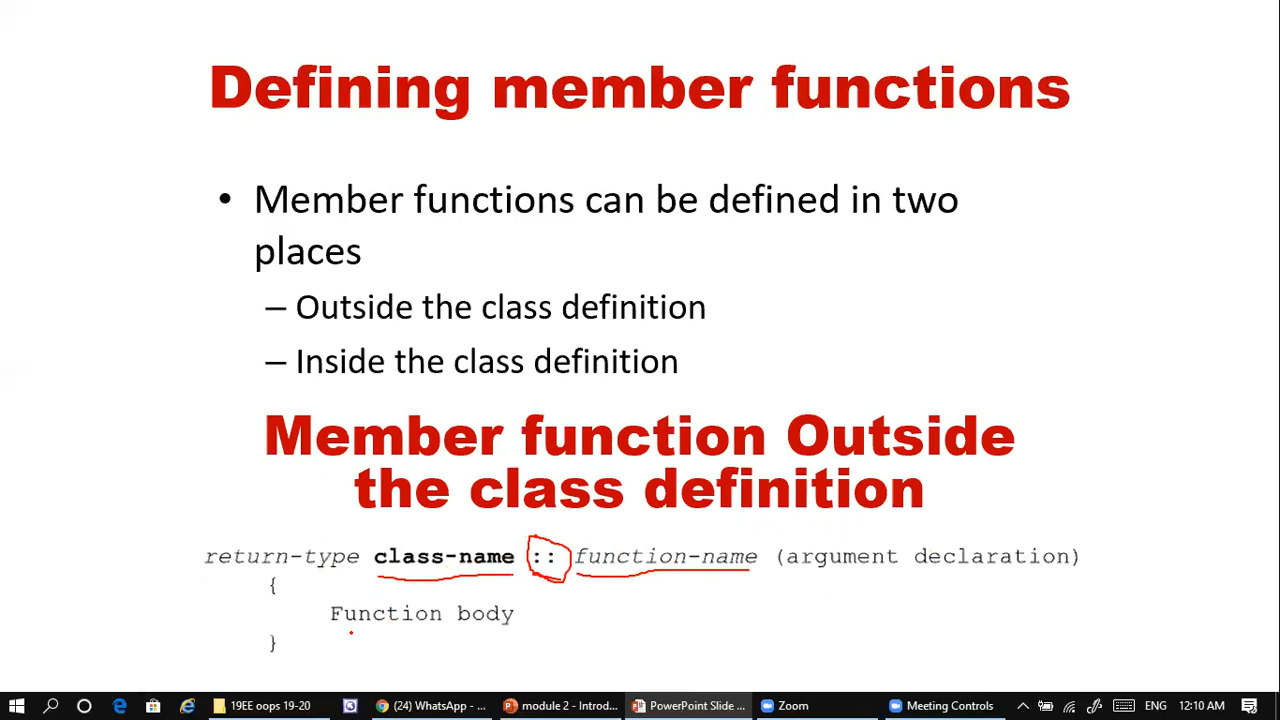 Defining member functions
• Member functions can be defined in two
places
– Outside the class definition
– Inside the class definition
Member function Outside
the class definition
return-type class-name :: function-name (argument declaration)
{
Function body
}
19EE oops 19-20
(24) WhatsApp - ...
module 2 - Introd...
PowerPoint Slide ...
Zoom
Meeting Controls
ENG
12:10 AM